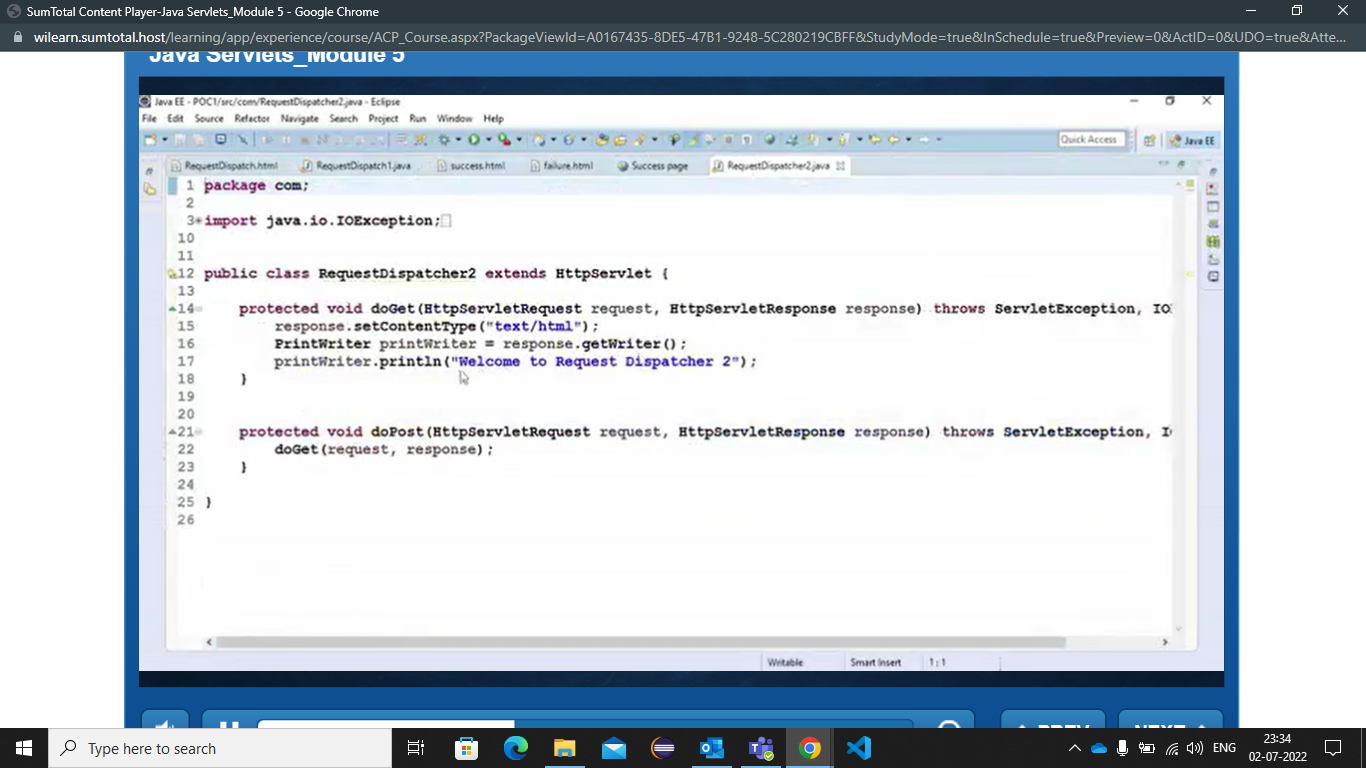 SumTotal Content Player-Java Servlets_Module 5 - Google Chrome
wilearn.sumtotal.host/learning/app/experience/course/ACP_Course.aspx?PackageViewId=A0167435-8DE5-47B1-9248-5C280219CBFF&StudyMode=true&InSchedule=true&Preview=0&ActID=0&UDO=true&Atte...
Java Servlets_Module 5
Java EE - POC1/src/com/RequestDispatcher2.java - Eclipse
File Edit Source Refactor Navigate Search Project Run Window Help
Quick Access Java EE
RequestDispatch.html RequestDispatch1.java success.html failure.html Success page RequestDispatcher2.java
1 package com;
2
3 import java.io.IOException;
10
11
12 public class RequestDispatcher2 extends HttpServlet {
13
14 protected void doGet(HttpServletRequest request, HttpServletResponse response) throws ServletException, IO
15 response.setContentType("text/html");
16 PrintWriter printWriter = response.getWriter();
17 printWriter.println("Welcome to Request Dispatcher 2");
18 }
19
20
21 protected void doPost(HttpServletRequest request, HttpServletResponse response) throws ServletException, I
22 doGet(request, response);
23 }
24
25 }
26
Writable Smart Insert 1 : 1
PREV NEXT
Type here to search
ENG
23:34
02-07-2022